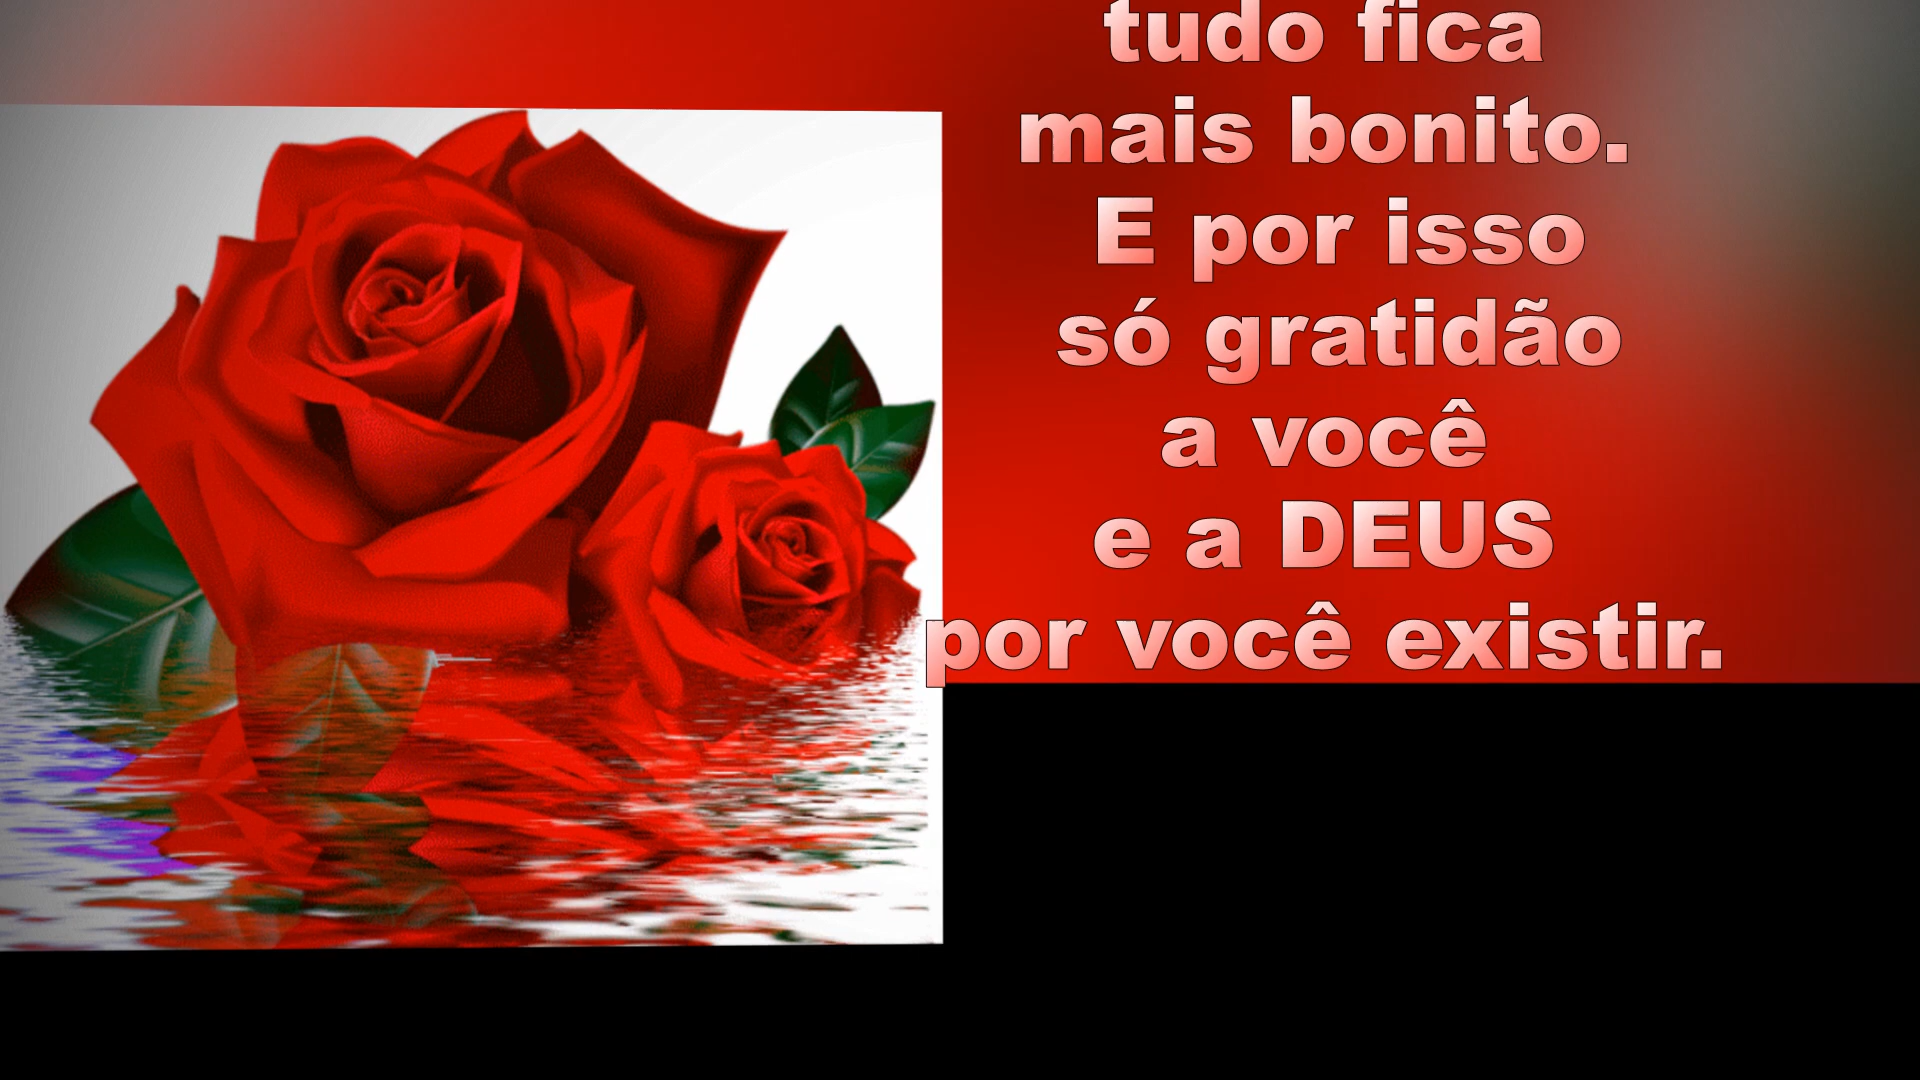 tudo fica
mais bonito.
E por isso
só gratidão
a você
e a DEUS
por você existir.